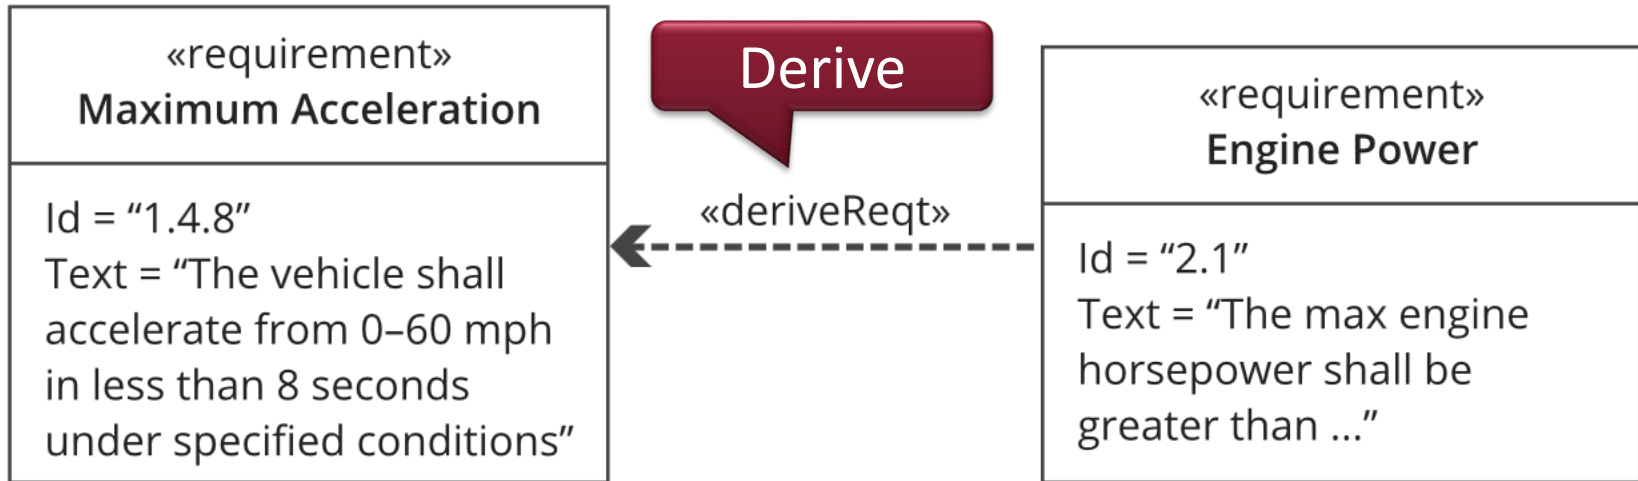 «requirement»
Maximum Acceleration
Id = “1.4.8”
Text = “The vehicle shall
accelerate from 0–60 mph
in less than 8 seconds
under specified conditions”
Derive
«deriveReqt»
«requirement»
Engine Power
Id = “2.1”
Text = “The max engine
horsepower shall be
greater than ...”